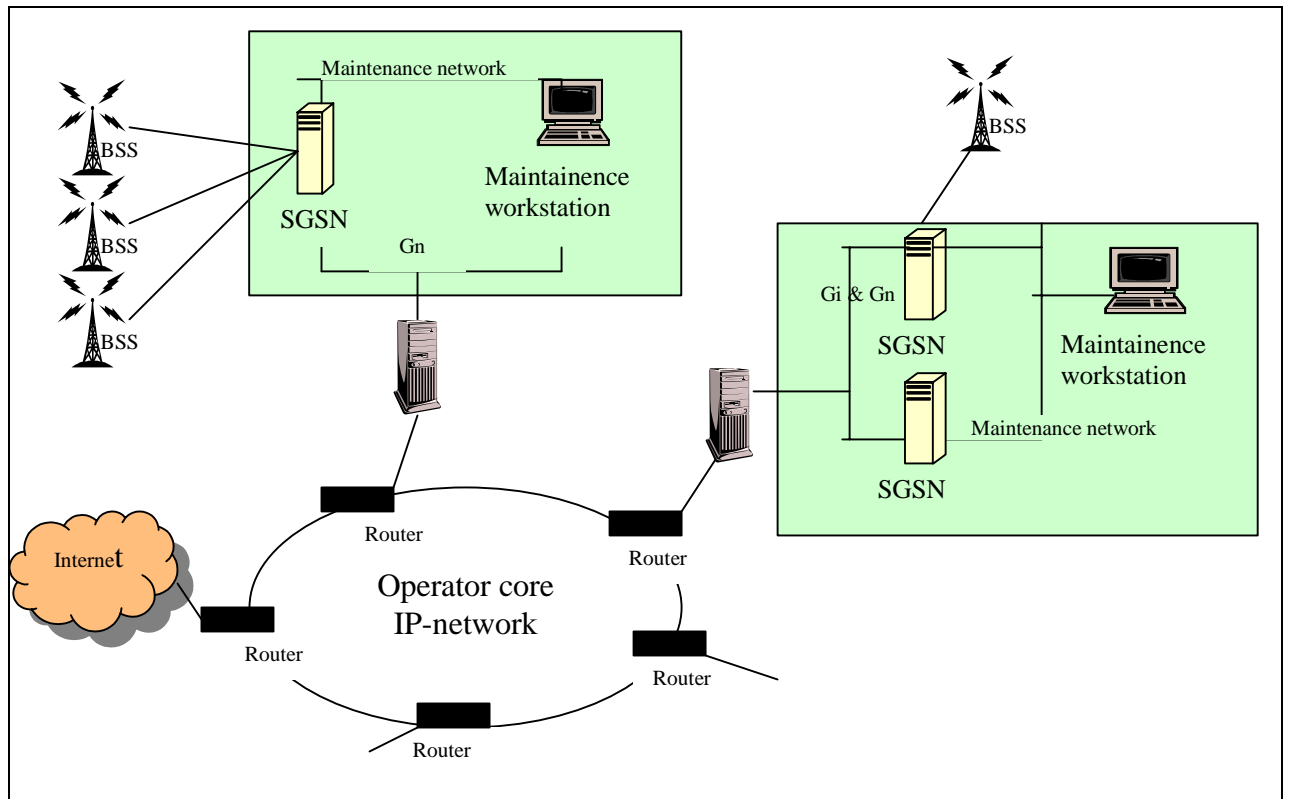 Maintenance network
BSS
BSS
BSS
SGSN
Maintainence
workstation
Gn
BSS
Gi & Gn
SGSN
Maintainence
workstation
Maintenance network
SGSN
Router
Router
Internet
Operator core
IP-network
Router
Router
Router